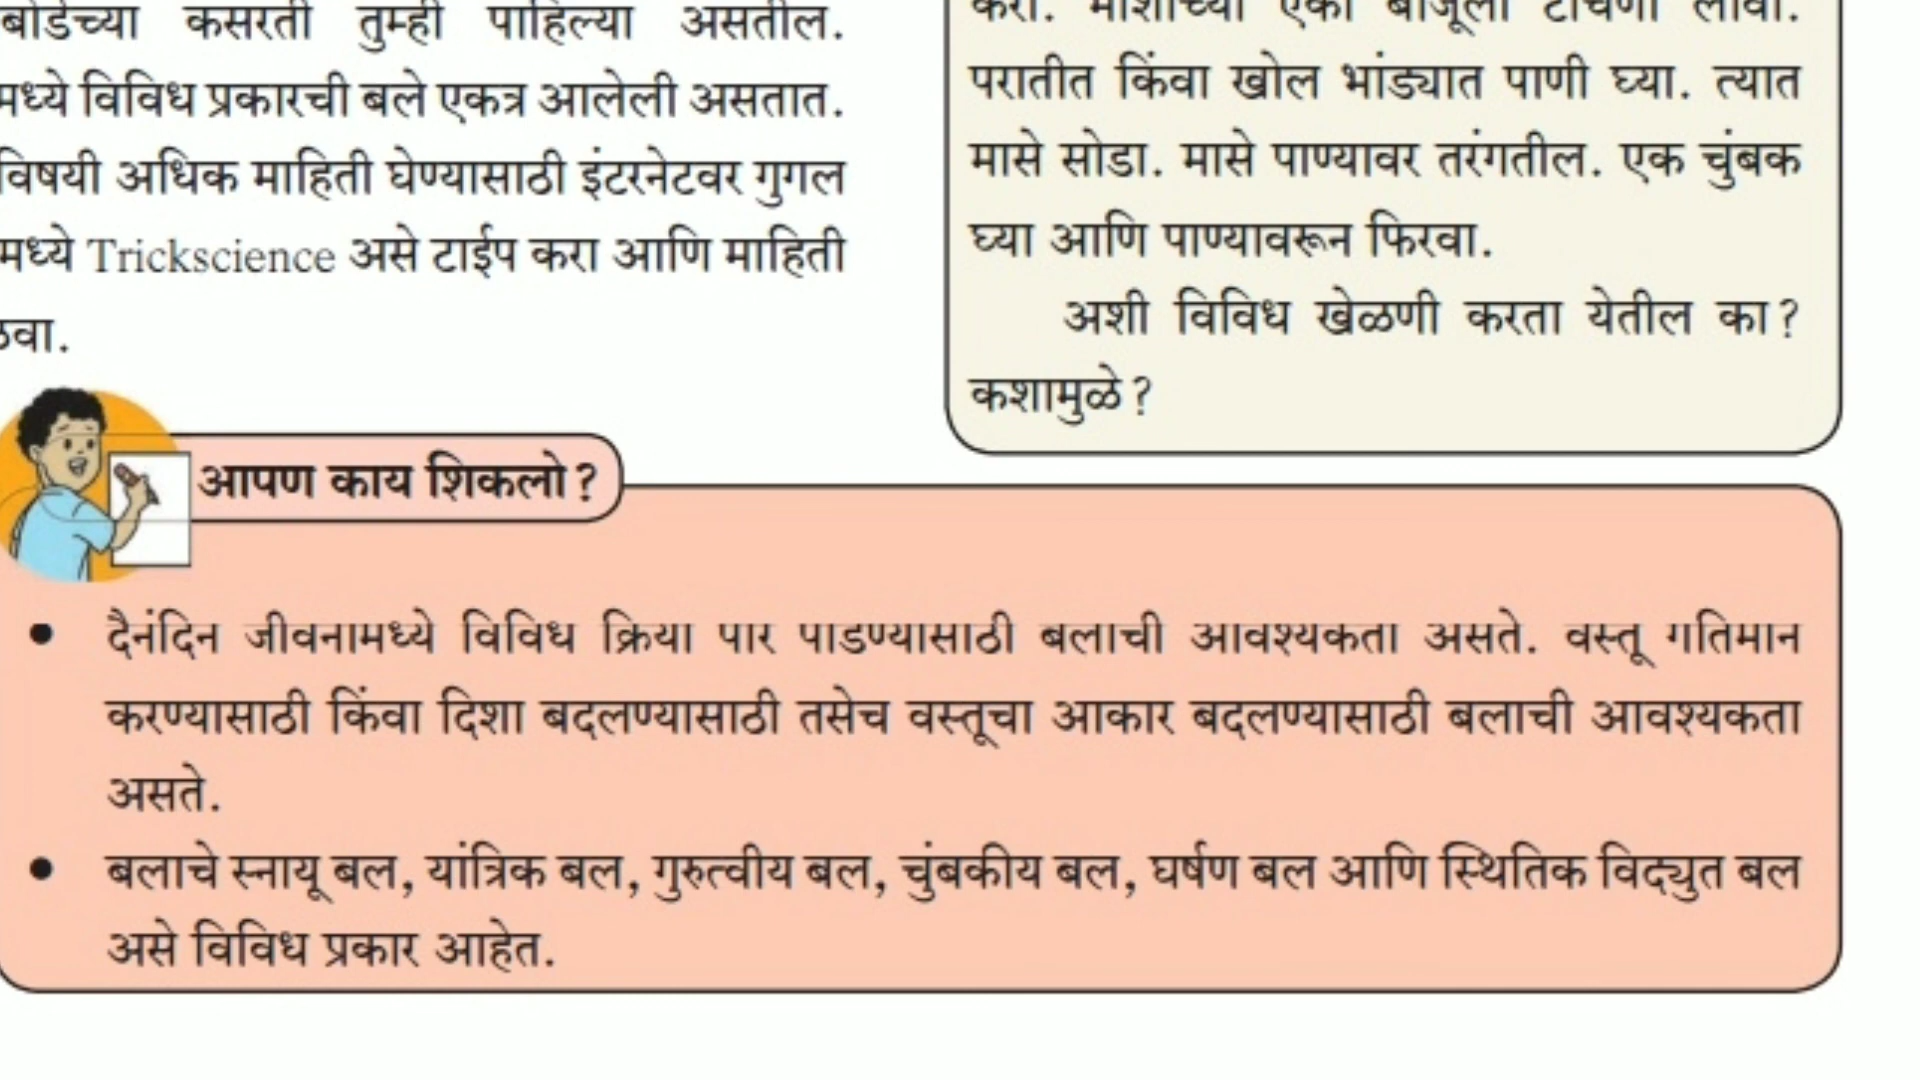 बोर्डच्या कसरती तुम्ही पाहिल्या असतील.
मध्ये विविध प्रकारची बले एकत्र आलेली असतात.
विषयी अधिक माहिती घेण्यासाठी इंटरनेटवर गुगल
मध्ये Trickscience असे टाईप करा आणि माहिती
करा. माशाच्या एका बाजूला टाचणी लावा.
परातीत किंवा खोल भांड्यात पाणी घ्या. त्यात
मासे सोडा. मासे पाण्यावर तरंगतील. एक चुंबक
घ्या आणि पाण्यावरून फिरवा.
अशी विविध खेळणी करता येतील का?
कशामुळे?
आपण काय शिकलो?
• दैनंदिन जीवनामध्ये विविध क्रिया पार पाडण्यासाठी बलाची आवश्यकता असते. वस्तू गतिमान
करण्यासाठी किंवा दिशा बदलण्यासाठी तसेच वस्तूचा आकार बदलण्यासाठी बलाची आवश्यकता
असते.
• बलाचे स्नायू बल, यांत्रिक बल, गुरुत्वीय बल, चुंबकीय बल, घर्षण बल आणि स्थितिक विद्युत बल
असे विविध प्रकार आहेत.